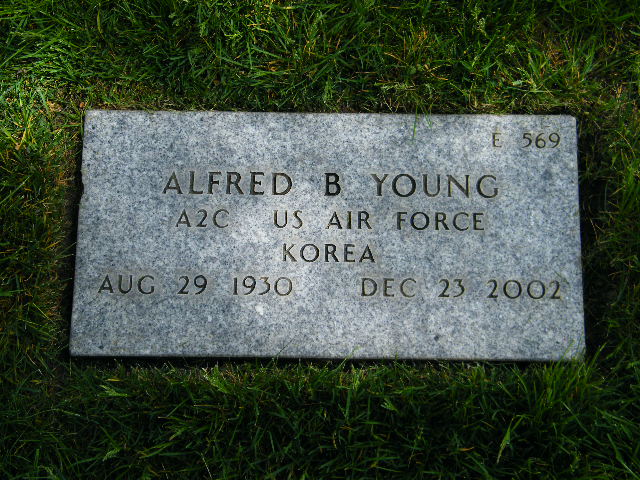 E 569
ALFRED B YOUNG
A2C US AIR FORCE
KOREA
AUG 29 1930 DEC 23 2002